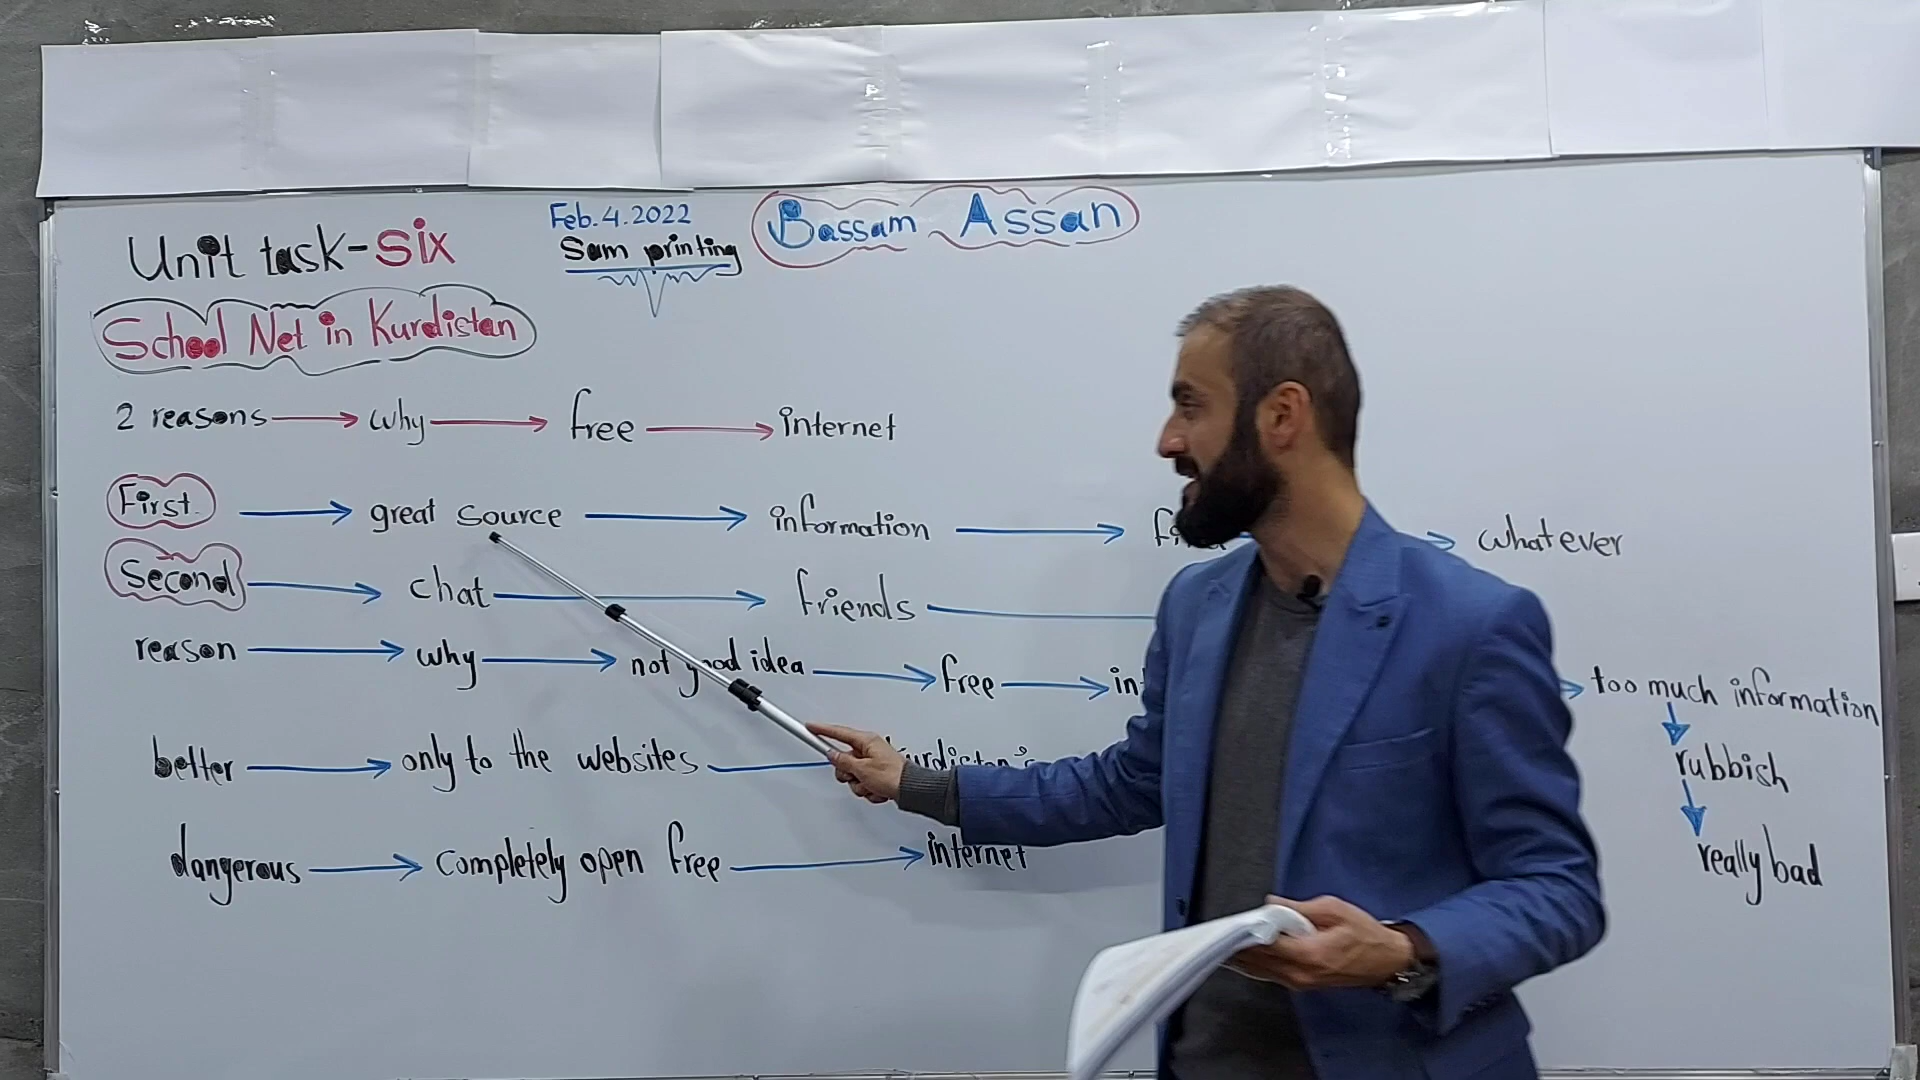 Feb.4.2022
Bassam Assan
Unit task-Six
Sam printing
School Net in Kurdistan
2 reasons → why → free → internet
First → great source → information → → whatever
Second → chat → friends →
reason → why → not good idea → free → → too much information
↓
rubbish
↓
really bad
better → only to the websites
dangerous → completely open free → internet